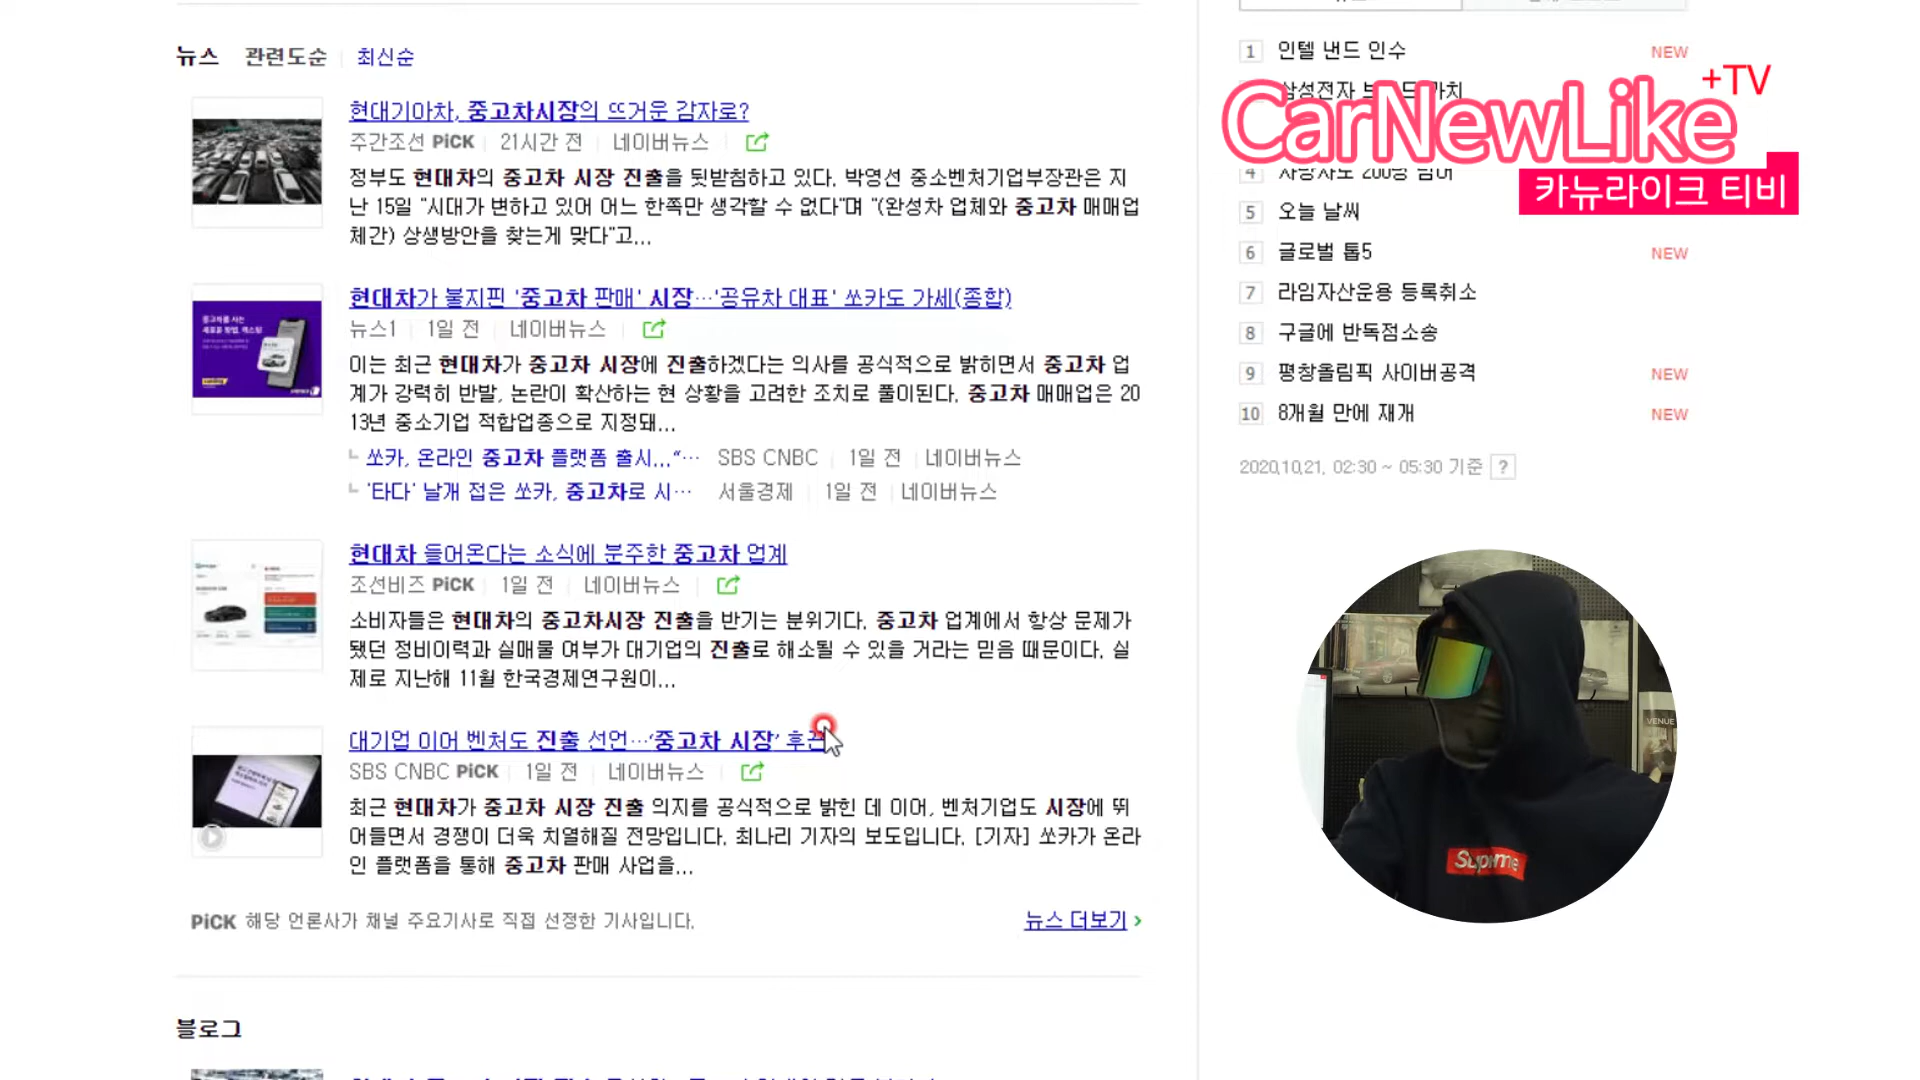 뉴스 관련도순 최신순
현대기아차, 중고차시장의 뜨거운 감자로?
주간조선 PiCK 21시간 전 네이버뉴스
정부도 현대차의 중고차 시장 진출을 뒷받침하고 있다. 박영선 중소벤처기업부장관은 지
난 15일 "시대가 변하고 있어 어느 한쪽만 생각할 수 없다"며 "(완성차 업체와 중고차 매매업
체간) 상생방안을 찾는게 맞다"고...
현대차가 불지핀 '중고차 판매' 시장…'공유차 대표' 쏘카도 가세(종합)
뉴스1 1일 전 네이버뉴스
이는 최근 현대차가 중고차 시장에 진출하겠다는 의사를 공식적으로 밝히면서 중고차 업
계가 강력히 반발, 논란이 확산하는 현 상황을 고려한 조치로 풀이된다. 중고차 매매업은 20
13년 중소기업 적합업종으로 지정돼...
쏘카, 온라인 중고차 플랫폼 출시..."… SBS CNBC 1일 전 네이버뉴스
'타다' 날개 접은 쏘카, 중고차로 시… 서울경제 1일 전 네이버뉴스
현대차 들어온다는 소식에 분주한 중고차 업계
조선비즈 PiCK 1일 전 네이버뉴스
소비자들은 현대차의 중고차시장 진출을 반기는 분위기다. 중고차 업계에서 항상 문제가
됐던 정비이력과 실매물 여부가 대기업의 진출로 해소될 수 있을 거라는 믿음 때문이다. 실
제로 지난해 11월 한국경제연구원이...
대기업 이어 벤처도 진출 선언…'중고차 시장' 후끈
SBS CNBC PiCK 1일 전 네이버뉴스
최근 현대차가 중고차 시장 진출 의지를 공식적으로 밝힌 데 이어, 벤처기업도 시장에 뛰
어들면서 경쟁이 더욱 치열해질 전망입니다. 최나리 기자의 보도입니다. [기자] 쏘카가 온라
인 플랫폼을 통해 중고차 판매 사업을...
PiCK 해당 언론사가 채널 주요기사로 직접 선정한 기사입니다.
뉴스 더보기
블로그
1 인텔 낸드 인수 NEW
CarNewLike +TV
카뉴라이크 티비
4
5 오늘 날씨
6 글로벌 톱5 NEW
7 라임자산운용 등록취소
8 구글에 반독점소송
9 평창올림픽 사이버공격 NEW
10 8개월 만에 재개 NEW
2020.10.21. 02:30 ~ 05:30 기준 ?
VENUE
Supreme